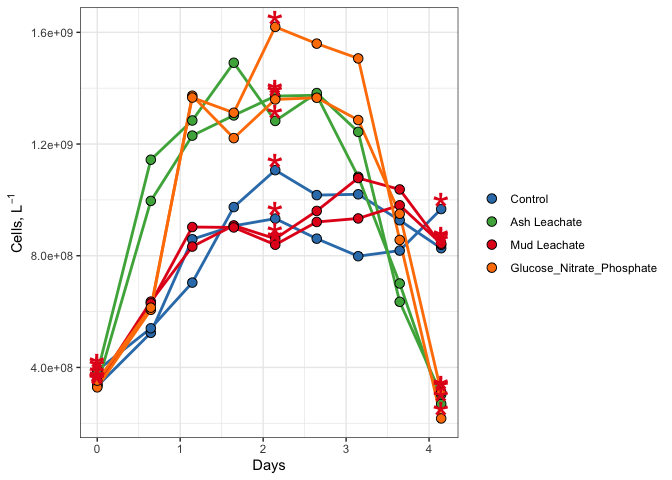 1.6e+09
1.2e+09
8.0e+08
4.0e+08
Cells, L⁻¹
0 1 2 3 4
Days
Control
Ash Leachate
Mud Leachate
Glucose_Nitrate_Phosphate